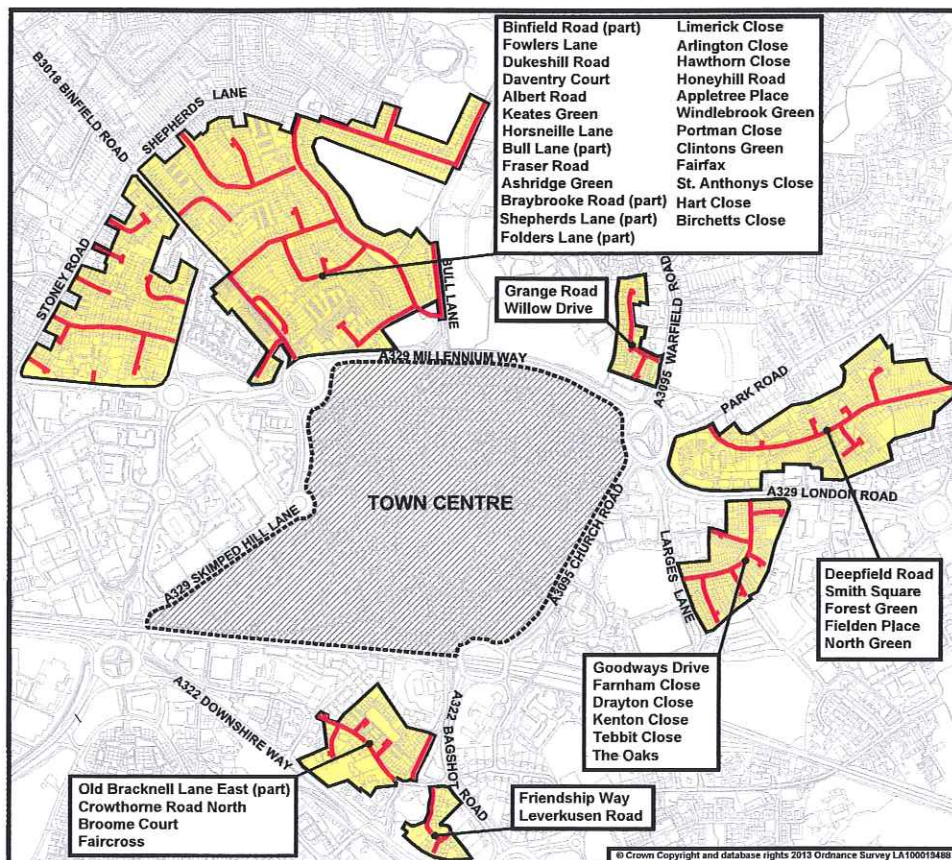 Binfield Road (part)
Fowlers Lane
Dukeshill Road
Daventry Court
Albert Road
Keates Green
Horsneille Lane
Bull Lane (part)
Fraser Road
Ashridge Green
Braybrooke Road (part)
Shepherds Lane (part)
Folders Lane (part)
Limerick Close
Arlington Close
Hawthorn Close
Honeyhill Road
Appletree Place
Windlebrook Green
Portman Close
Clintons Green
Fairfax
St. Anthonys Close
Hart Close
Birchetts Close
B3018 BINFIELD ROAD
SHEPHERDS LANE
STONEY ROAD
BULL LANE
Grange Road
Willow Drive
A3095 WARFIELD ROAD
A329 MILLENNIUM WAY
PARK ROAD
TOWN CENTRE
A329 LONDON ROAD
A329 SKIMPED HILL LANE
A3095 CHURCH ROAD
LARGES LANE
Deepfield Road
Smith Square
Forest Green
Fielden Place
North Green
Goodways Drive
Farnham Close
Drayton Close
Kenton Close
Tebbit Close
The Oaks
A322 DOWNSHIRE WAY
A322 BAGSHOT ROAD
Old Bracknell Lane East (part)
Crowthorne Road North
Broome Court
Faircross
Friendship Way
Leverkusen Road
© Crown Copyright and database rights 2013 Ordnance Survey LA100019488